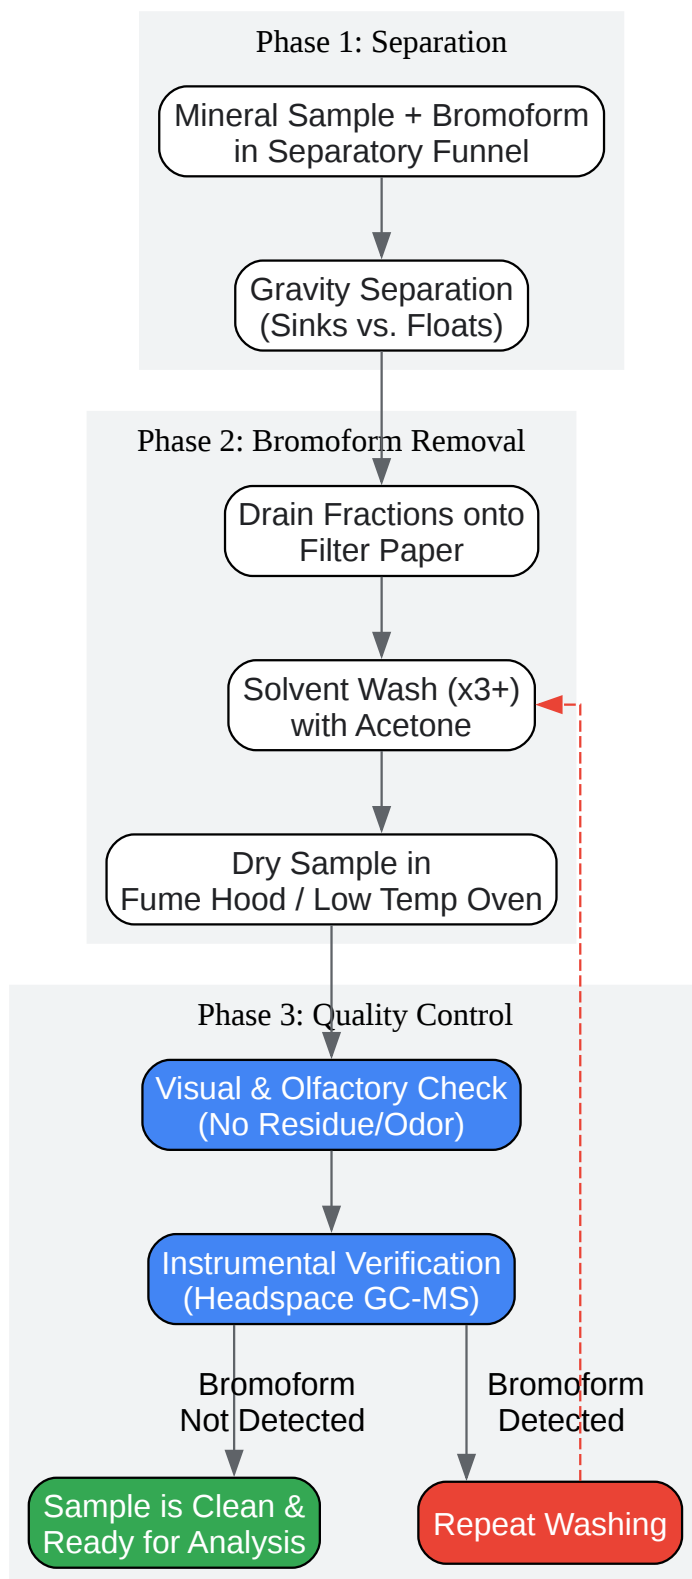 Phase 1: Separation
Mineral Sample + Bromoform
in Separatory Funnel
Gravity Separation
(Sinks vs. Floats)
Phase 2: Bromoform Removal
Drain Fractions onto
Filter Paper
Solvent Wash (x3+)
with Acetone
Dry Sample in
Fume Hood / Low Temp Oven
Phase 3: Quality Control
Visual & Olfactory Check
(No Residue/Odor)
Instrumental Verification
(Headspace GC-MS)
Bromoform
Not Detected
Bromoform
Detected
Sample is Clean &
Ready for Analysis
Repeat Washing